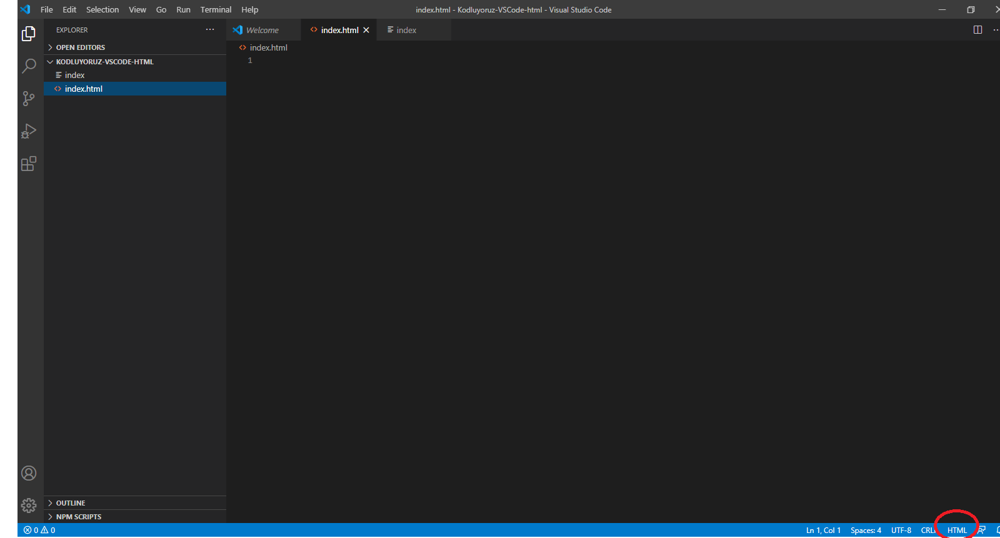 File Edit Selection View Go Run Terminal Help
index.html - Kodluyoruz-VSCode-html - Visual Studio Code
EXPLORER
Welcome
index.html
index
OPEN EDITORS
index.html
KODLUYORUZ-VSCODE-HTML
1
index
index.html
OUTLINE
NPM SCRIPTS
0 0
Ln 1, Col 1 Spaces: 4 UTF-8 CRL HTML